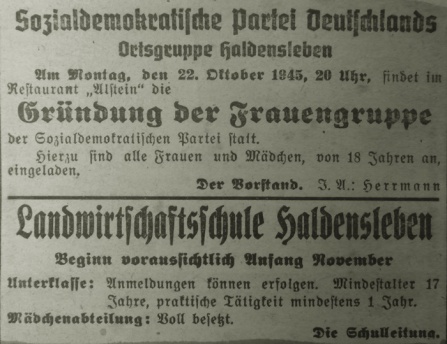 Sozialdemokratische Partei Deutschlands
Ortsgruppe Haldensleben
Am Montag, den 22. Oktober 1945, 20 Uhr, findet im
Restaurant „Alstein" die
Gründung der Frauengruppe
der Sozialdemokratischen Partei statt.
Hierzu sind alle Frauen und Mädchen, von 18 Jahren an,
eingeladen,
Der Vorstand. J. A.: Herrmann
Landwirtschaftsschule Haldensleben
Beginn voraussichtlich Anfang November
Unterklasse: Anmeldungen können erfolgen. Mindestalter 17
Jahre, praktische Tätigkeit mindestens 1 Jahr.
Mädchenabteilung: Voll besetzt.
Die Schulleitung.